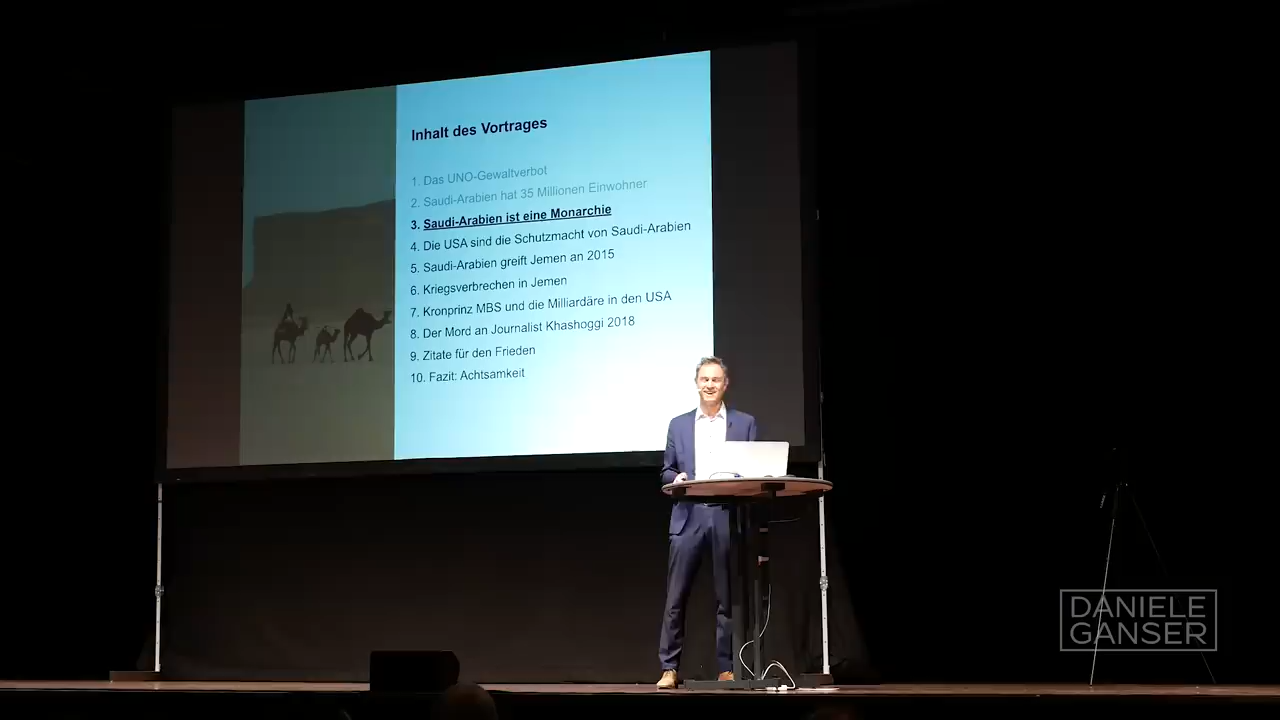 Inhalt des Vortrages
1. Das UNO-Gewaltverbot
2. Saudi-Arabien hat 35 Millionen Einwohner
3. Saudi-Arabien ist eine Monarchie
4. Die USA sind die Schutzmacht von Saudi-Arabien
5. Saudi-Arabien greift Jemen an 2015
6. Kriegsverbrechen in Jemen
7. Kronprinz MBS und die Milliardäre in den USA
8. Der Mord an Journalist Khashoggi 2018
9. Zitate für den Frieden
10. Fazit: Achtsamkeit
DANIELE
GANSER